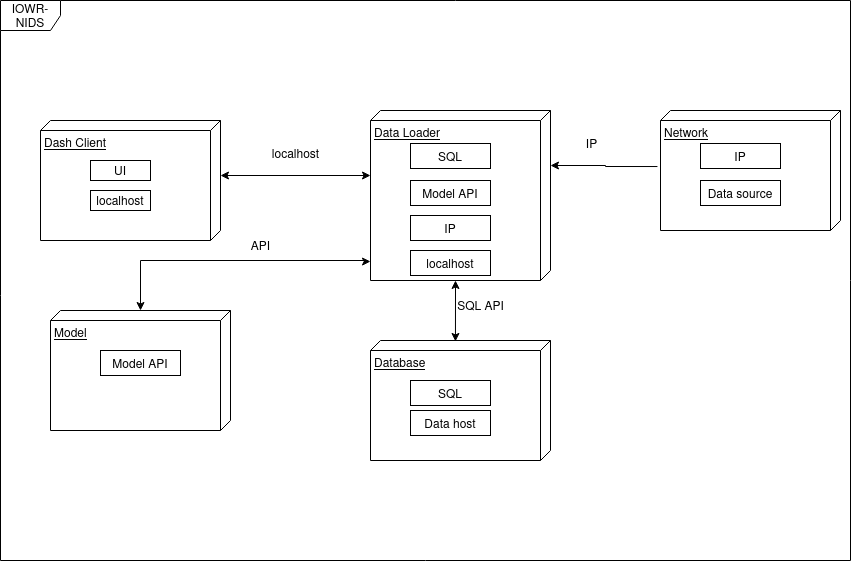 IOWR-
NIDS
Dash Client
UI
localhost
localhost
Data Loader
SQL
Model API
IP
localhost
IP
Network
IP
Data source
API
Model
Model API
SQL API
Database
SQL
Data host